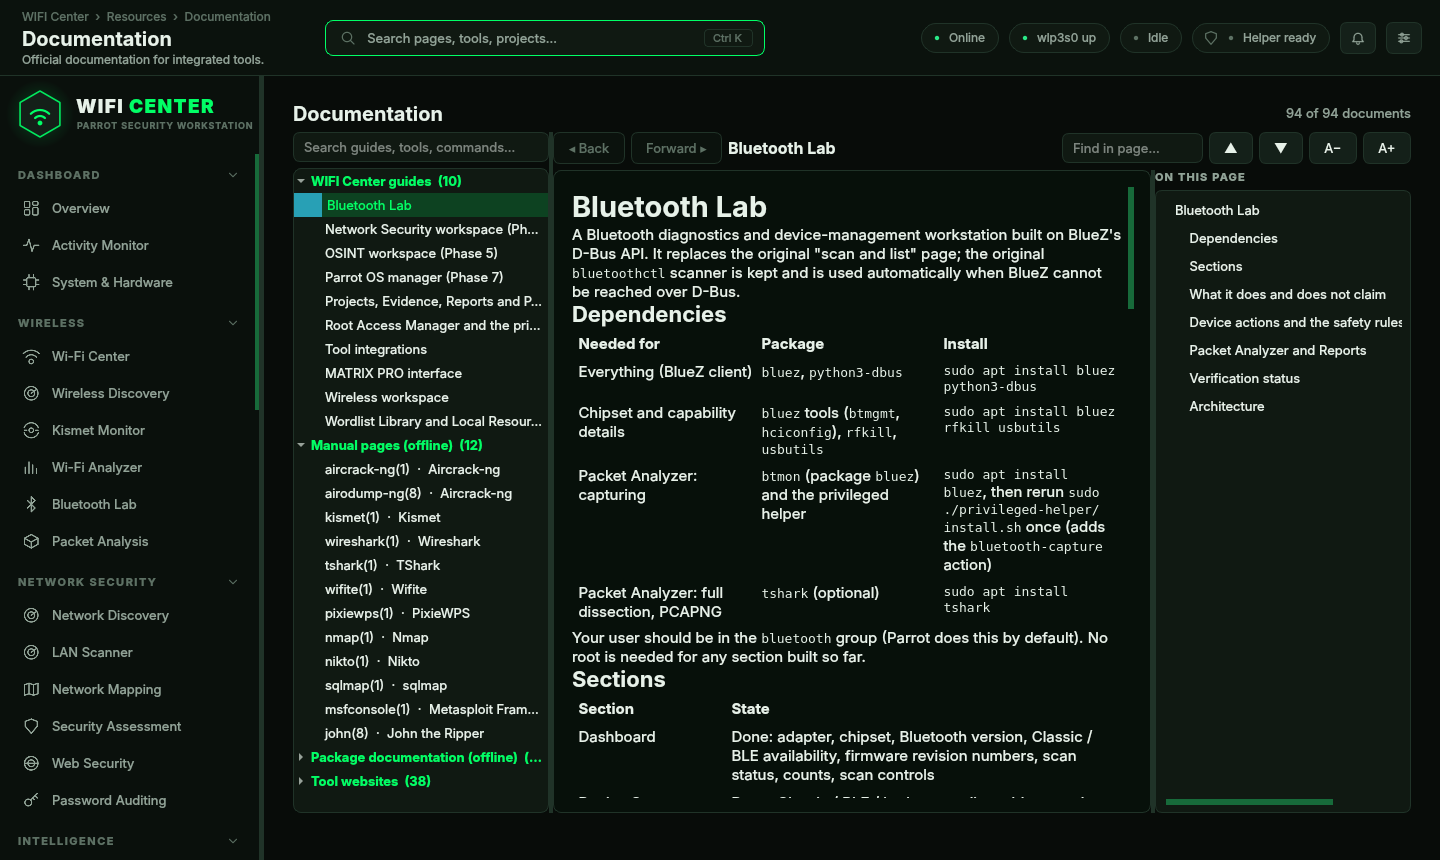 WIFI Center › Resources › Documentation
Documentation
Official documentation for integrated tools.
Search pages, tools, projects...
Ctrl K
Online
wlp3s0 up
Idle
Helper ready
WIFI CENTER
PARROT SECURITY WORKSTATION
DASHBOARD
Overview
Activity Monitor
System & Hardware
WIRELESS
Wi-Fi Center
Wireless Discovery
Kismet Monitor
Wi-Fi Analyzer
Bluetooth Lab
Packet Analysis
NETWORK SECURITY
Network Discovery
LAN Scanner
Network Mapping
Security Assessment
Web Security
Password Auditing
INTELLIGENCE
Documentation
94 of 94 documents
Search guides, tools, commands...
WIFI Center guides (10)
Bluetooth Lab
Network Security workspace (Ph...
OSINT workspace (Phase 5)
Parrot OS manager (Phase 7)
Projects, Evidence, Reports and P...
Root Access Manager and the pri...
Tool integrations
MATRIX PRO interface
Wireless workspace
Wordlist Library and Local Resour...
Manual pages (offline) (12)
aircrack-ng(1) · Aircrack-ng
airodump-ng(8) · Aircrack-ng
kismet(1) · Kismet
wireshark(1) · Wireshark
tshark(1) · TShark
wifite(1) · Wifite
pixiewps(1) · PixieWPS
nmap(1) · Nmap
nikto(1) · Nikto
sqlmap(1) · sqlmap
msfconsole(1) · Metasploit Fram...
john(8) · John the Ripper
Package documentation (offline) (...
Tool websites (38)
◂ Back
Forward ▸
Bluetooth Lab
Find in page...
▲
▼
A−
A+
Bluetooth Lab
A Bluetooth diagnostics and device-management workstation built on BlueZ's
D-Bus API. It replaces the original "scan and list" page; the original
bluetoothctl scanner is kept and is used automatically when BlueZ cannot
be reached over D-Bus.
Dependencies
Needed for Package Install
Everything (BlueZ client) bluez, python3-dbus sudo apt install bluez
python3-dbus
Chipset and capability bluez tools (btmgmt, sudo apt install bluez
details hciconfig), rfkill, rfkill usbutils
usbutils
Packet Analyzer: btmon (package bluez) sudo apt install
capturing and the privileged bluez, then rerun sudo
helper ./privileged-helper/
install.sh once (adds
the bluetooth-capture
action)
Packet Analyzer: full tshark (optional) sudo apt install
dissection, PCAPNG tshark
Your user should be in the bluetooth group (Parrot does this by default). No
root is needed for any section built so far.
Sections
Section State
Dashboard Done: adapter, chipset, Bluetooth version, Classic /
BLE availability, firmware revision numbers, scan
status, counts, scan controls
ON THIS PAGE
Bluetooth Lab
Dependencies
Sections
What it does and does not claim
Device actions and the safety rules
Packet Analyzer and Reports
Verification status
Architecture